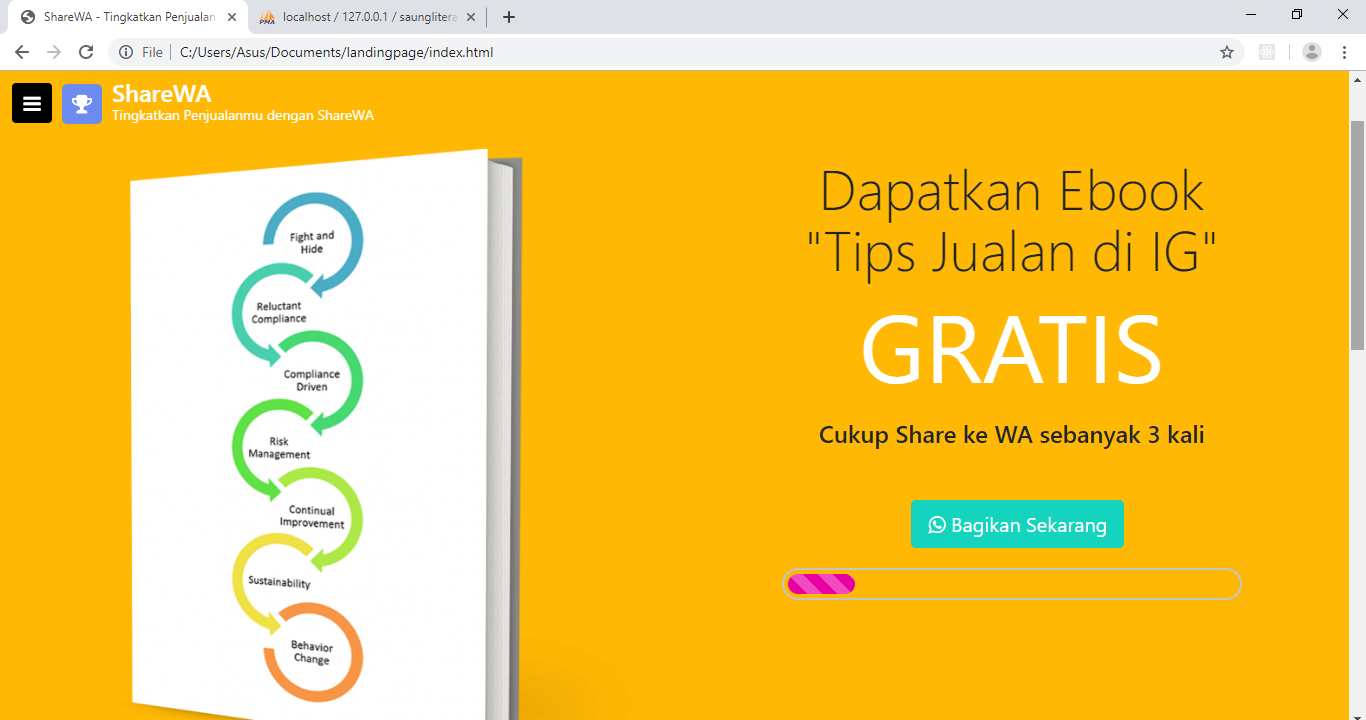 ShareWA - Tingkatkan Penjualan
localhost / 127.0.0.1 / saunglitera
File
C:/Users/Asus/Documents/landingpage/index.html
ShareWA
Tingkatkan Penjualanmu dengan ShareWA
Fight and
Hide
Reluctant
Compliance
Compliance
Driven
Risk
Management
Continual
Improvement
Sustainability
Behavior
Change
Dapatkan Ebook
"Tips Jualan di IG"
GRATIS
Cukup Share ke WA sebanyak 3 kali
Bagikan Sekarang